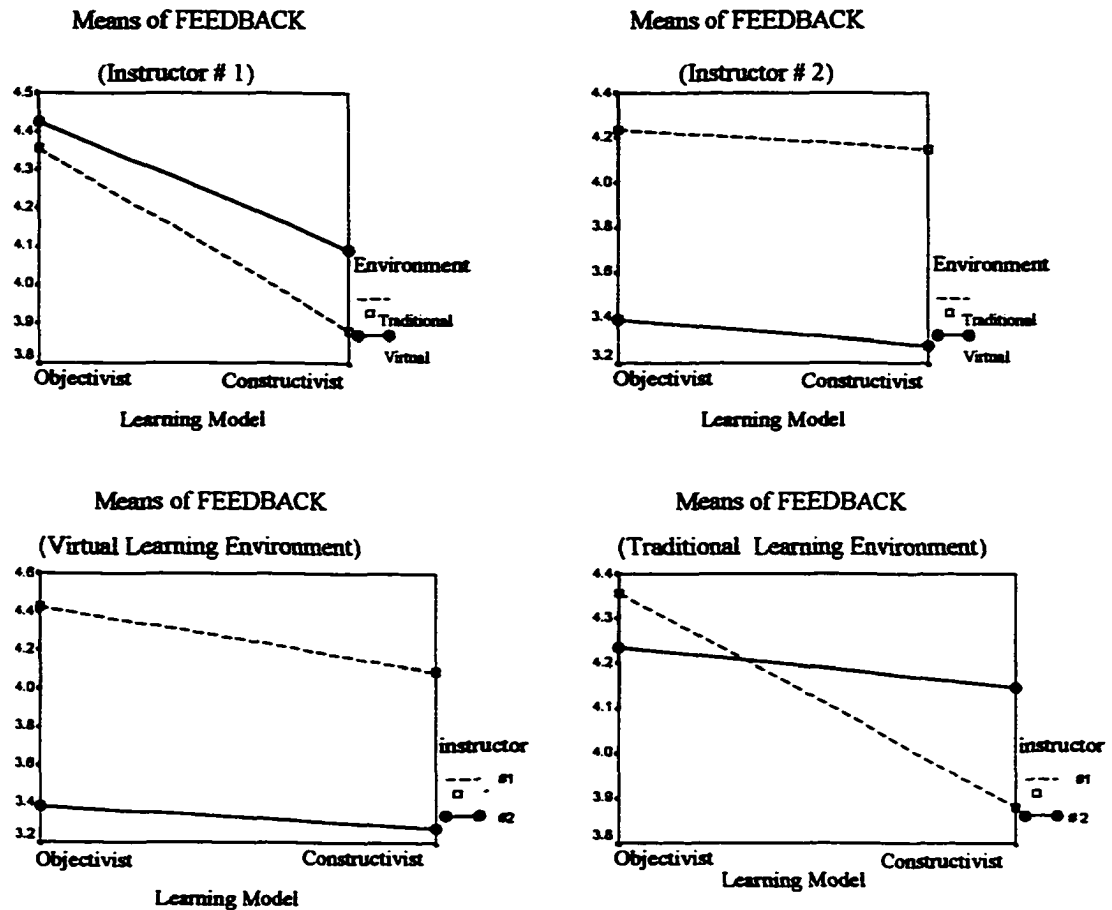 Means of FEEDBACK
(Instructor # 1)
4.5
4.4
4.3
4.2
4.1
4.0
3.9
3.8
Objectivist Constructivist
Learning Model
Environment
Traditional
Virtual
Means of FEEDBACK
(Instructor # 2)
4.4
4.2
4.0
3.8
3.6
3.4
3.2
Objectivist Constructivist
Learning Model
Environment
Traditional
Virtual
Means of FEEDBACK
(Virtual Learning Environment)
4.6
4.4
4.2
4.0
3.8
3.6
3.4
3.2
Objectivist Constructivist
Learning Model
instructor
#1
#2
Means of FEEDBACK
(Traditional Learning Environment)
4.4
4.3
4.2
4.1
4.0
3.9
3.8
Objectivist Constructivist
Learning Model
instructor
#1
#2